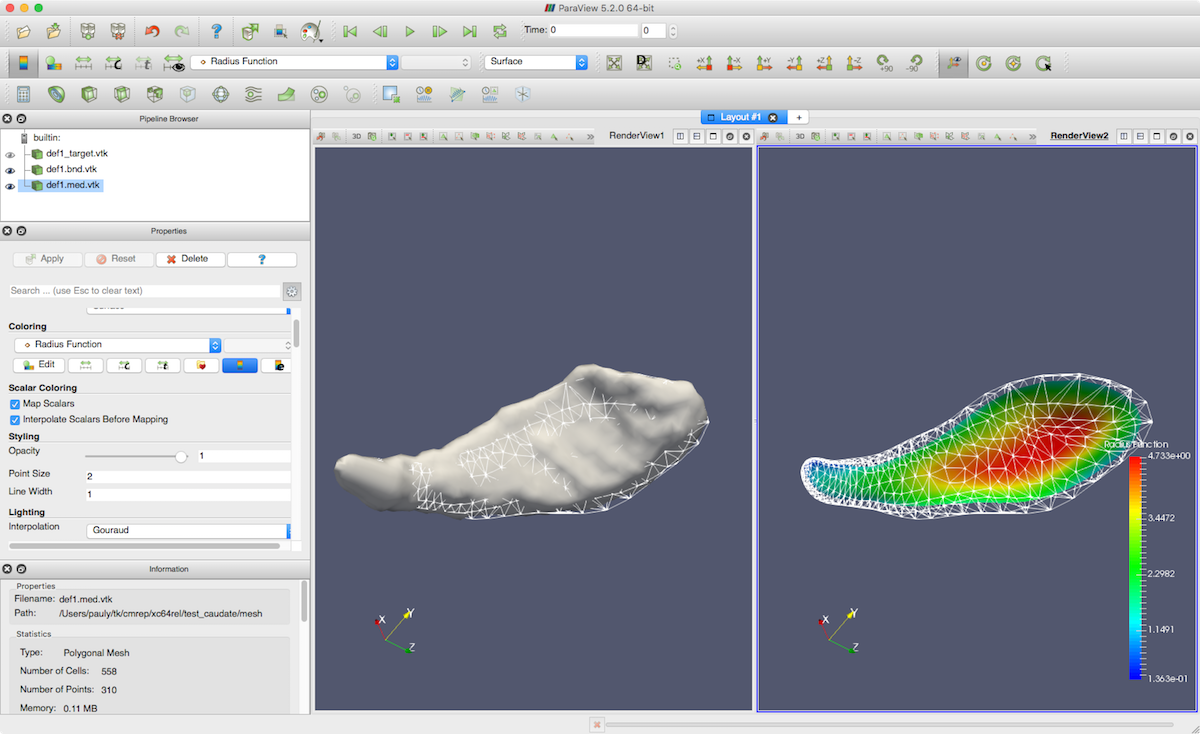 ParaView 5.2.0 64-bit
?
Time: 0
0
Radius Function
Surface
D
+X
-X
+Y
-Y
+Z
-Z
+90
-90
Pipeline Browser
builtin:
def1_target.vtk
def1.bnd.vtk
def1.med.vtk
Properties
Apply
Reset
Delete
?
Search ... (use Esc to clear text)
Coloring
Radius Function
Edit
Scalar Coloring
Map Scalars
Interpolate Scalars Before Mapping
Styling
Opacity
1
Point Size
2
Line Width
1
Lighting
Interpolation
Gouraud
Information
Properties
Filename: def1.med.vtk
Path: /Users/pauly/tk/cmrep/xc64rel/test_caudate/mesh
Statistics
Type: Polygonal Mesh
Number of Cells: 558
Number of Points: 310
Memory: 0.11 MB
Layout #1
+
3D
»
RenderView1
X
Y
Z
3D
»
RenderView2
Radius Function
4.733e+00
3.4472
2.2982
1.1491
1.363e-01
X
Y
Z